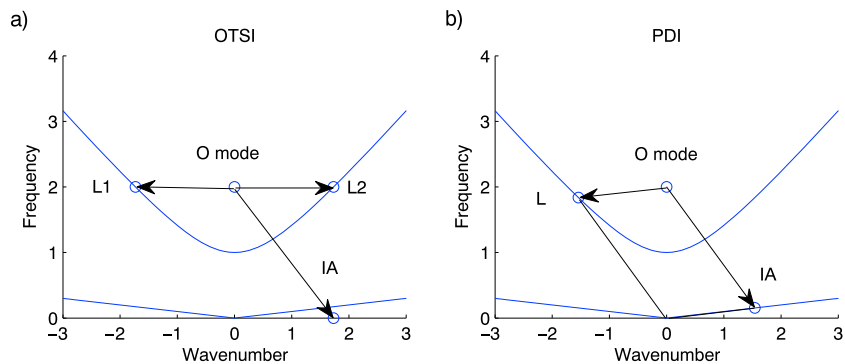 a)
OTSI
4
3
2
1
0
Frequency
O mode
L1
L2
IA
−3 −2 −1 0 1 2 3
Wavenumber
b)
PDI
4
3
2
1
0
Frequency
O mode
L
IA
−3 −2 −1 0 1 2 3
Wavenumber